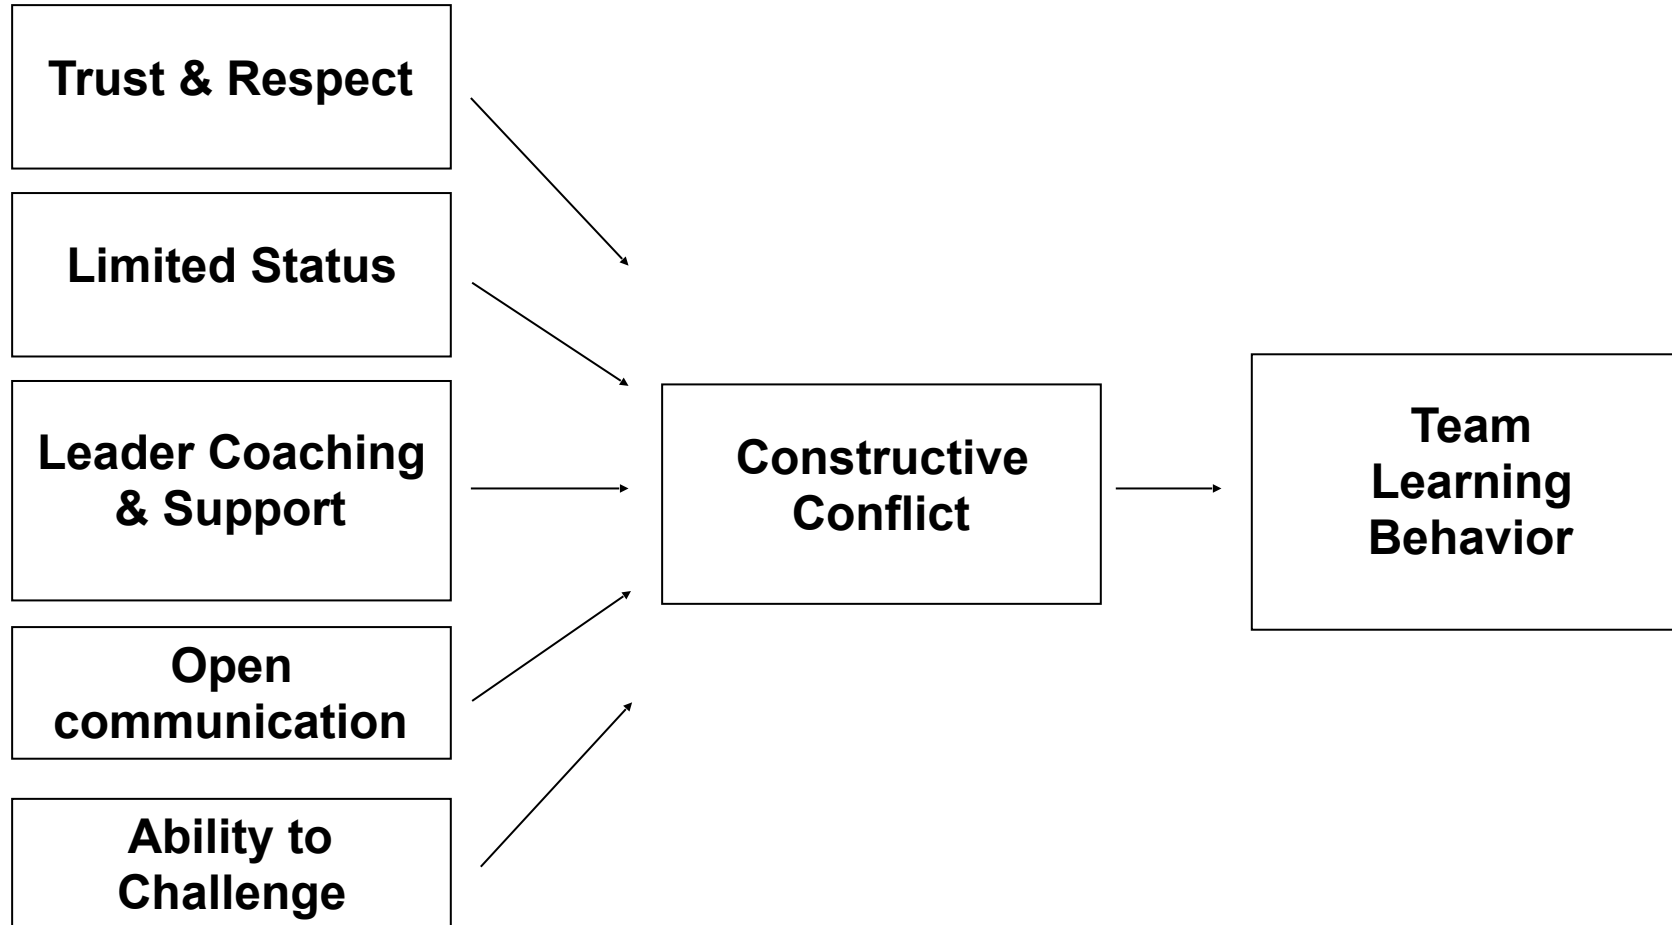 Trust & Respect
Limited Status
Leader Coaching
& Support
Open
communication
Ability to
Challenge
Constructive
Conflict
Team
Learning
Behavior